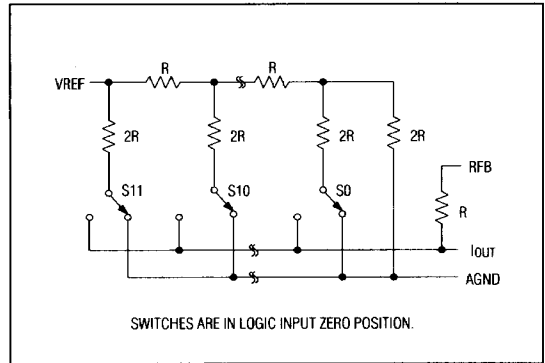 R
R
VREF
2R
2R
2R
2R
RFB
S11
S10
S0
R
IOUT
AGND
SWITCHES ARE IN LOGIC INPUT ZERO POSITION.